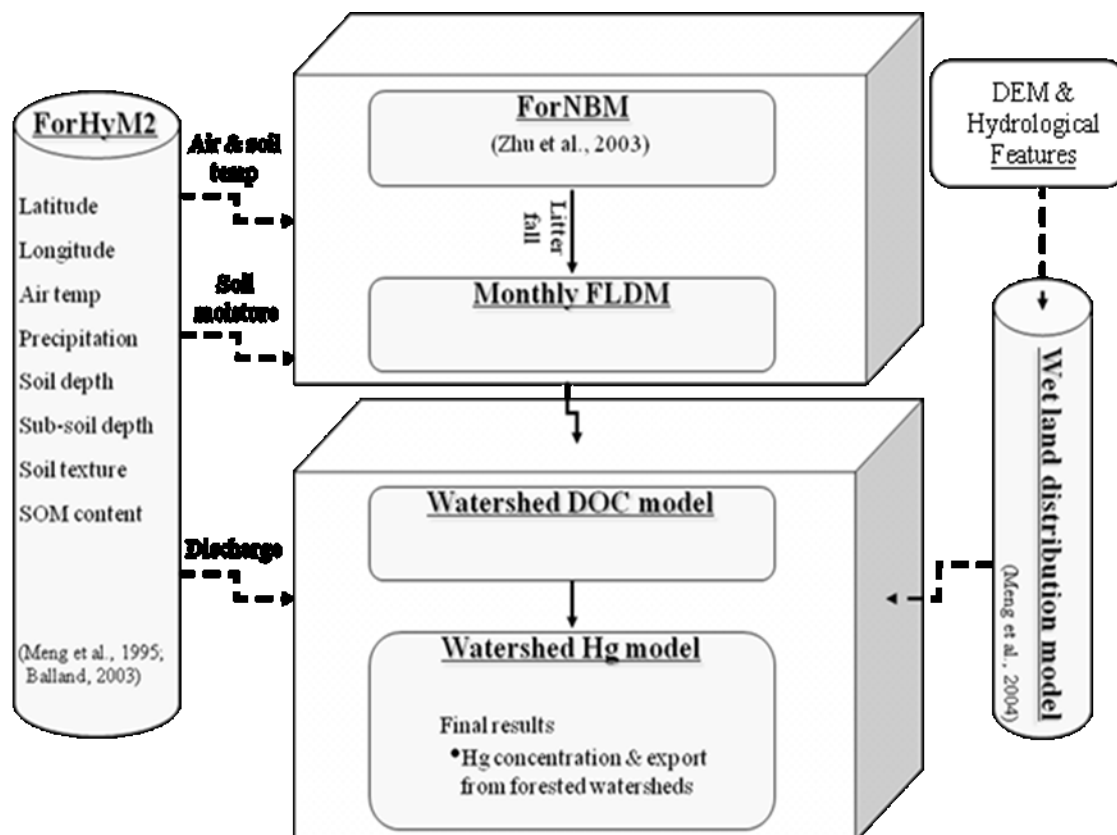 ForHyM2
Latitude
Longitude
Air temp
Precipitation
Soil depth
Sub-soil depth
Soil texture
SOM content
(Meng et al., 1995;
Balland, 2003)
Air & soil
temp
Soil
moisture
Discharge
ForNBM
(Zhu et al., 2003)
Litter
fall
Monthly FLDM
Watershed DOC model
Watershed Hg model
Final results
•Hg concentration & export
from forested watersheds
DEM &
Hydrological
Features
Wet land distribution model
(Meng et al., 2004)